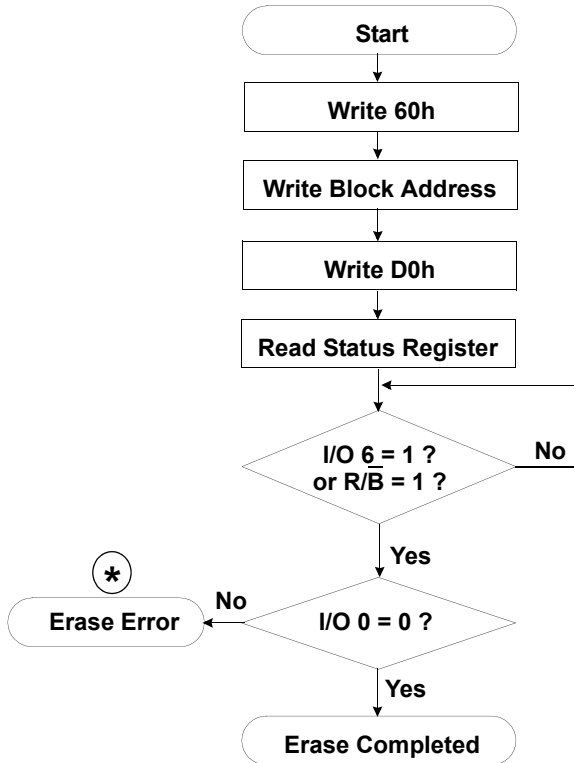 Start
Write 60h
Write Block Address
Write D0h
Read Status Register
I/O 6 = 1 ?
or R/B̅ = 1 ?
No
Yes
*
No
Erase Error
I/O 0 = 0 ?
Yes
Erase Completed